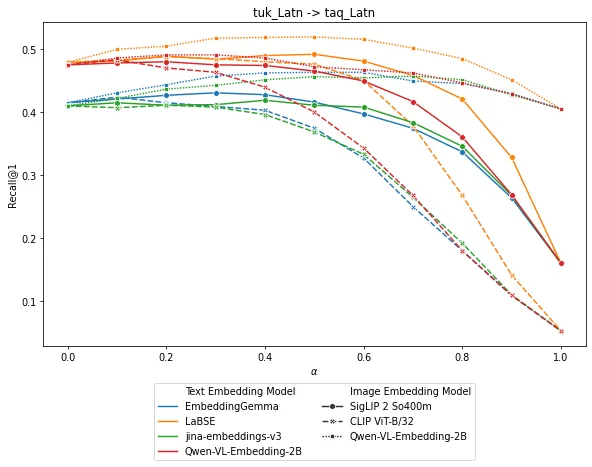 tuk_Latn -> taq_Latn
Recall@1
0.5
0.4
0.3
0.2
0.1
0.0 0.2 0.4 0.6 0.8 1.0
α
Text Embedding Model Image Embedding Model
EmbeddingGemma SigLIP 2 So400m
LaBSE CLIP ViT-B/32
jina-embeddings-v3 Qwen-VL-Embedding-2B
Qwen-VL-Embedding-2B